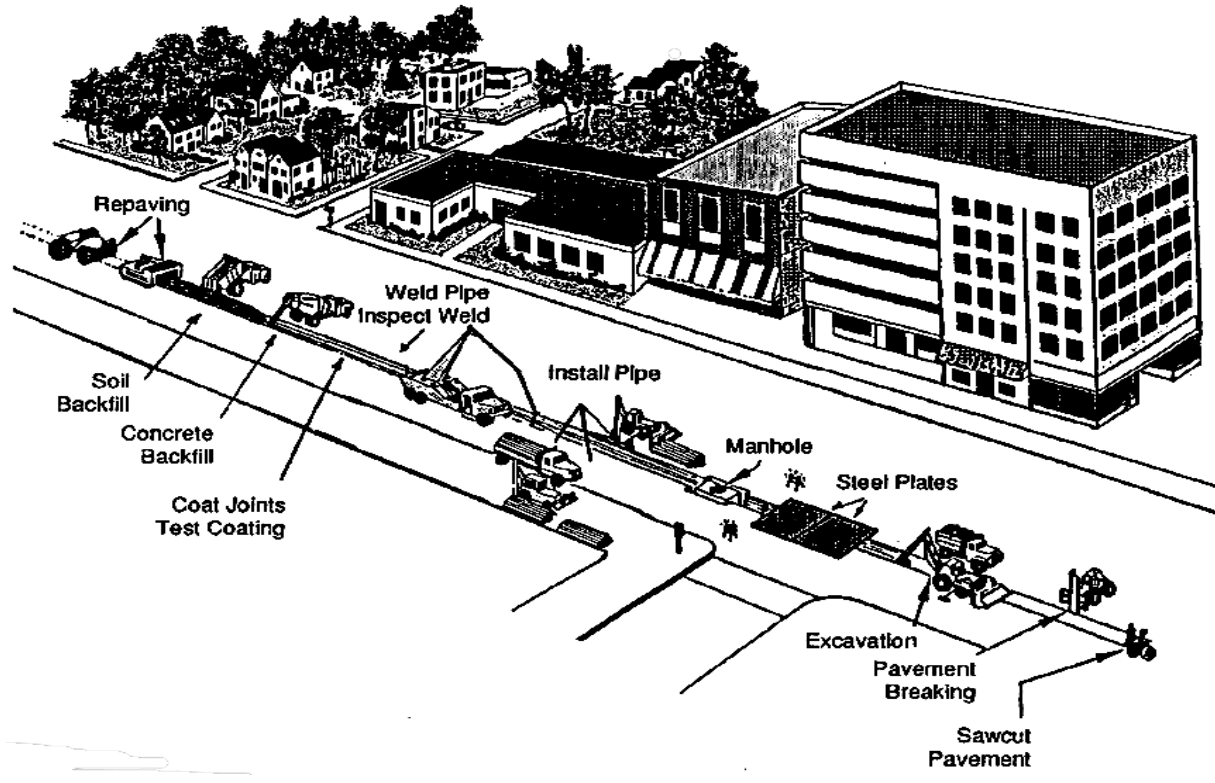 Repaving
Weld Pipe
Inspect Weld
Install Pipe
Soil
Backfill
Concrete
Backfill
Manhole
Steel Plates
Coat Joints
Test Coating
Excavation
Pavement
Breaking
Sawcut
Pavement